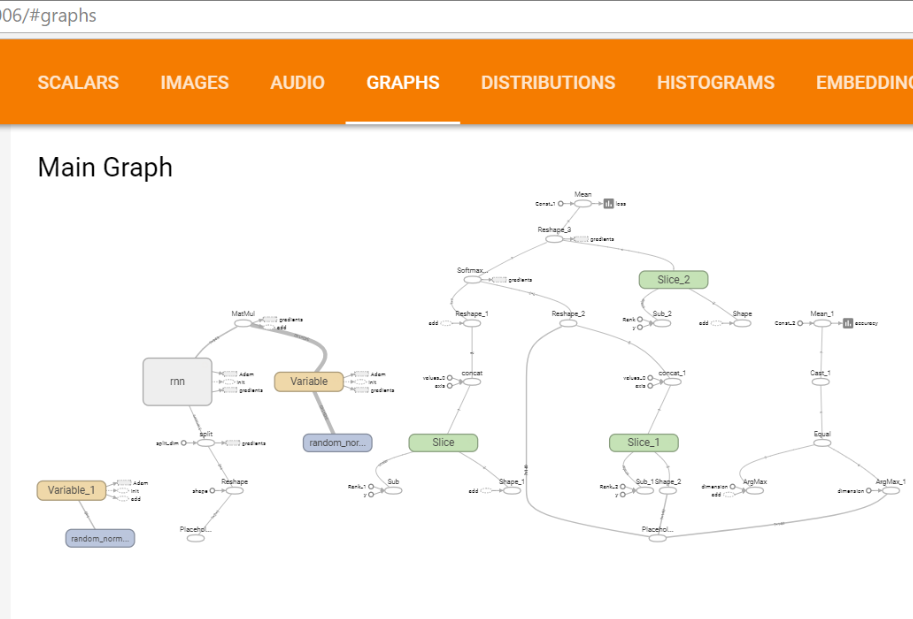 006/#graphs
SCALARS IMAGES AUDIO GRAPHS DISTRIBUTIONS HISTOGRAMS EMBEDDING
Main Graph
Mean
Const_1 loss
Reshape_3
gradients
Softmax...
gradients
Slice_2
MatMul
gradients
add
Reshape_1
add
Reshape_2
Rank Sub_2
y
Shape
add
Mean_1
Const_2 accuracy
rnn
Adam
init
gradients
Variable
Adam
init
gradients
values_0 concat
axis
values_0 concat_1
axis
Cast_1
split
split_dim gradients
random_nor...
Slice
Slice_1
Equal
Variable_1
Adam
init
add
Reshape
shape
Rank_1 Sub
y
Shape_1
add
Rank_2 Sub_1 Shape_2
y
dimension ArgMax
add
dimension ArgMax_1
random_norm...
Placehol...
Placehol...